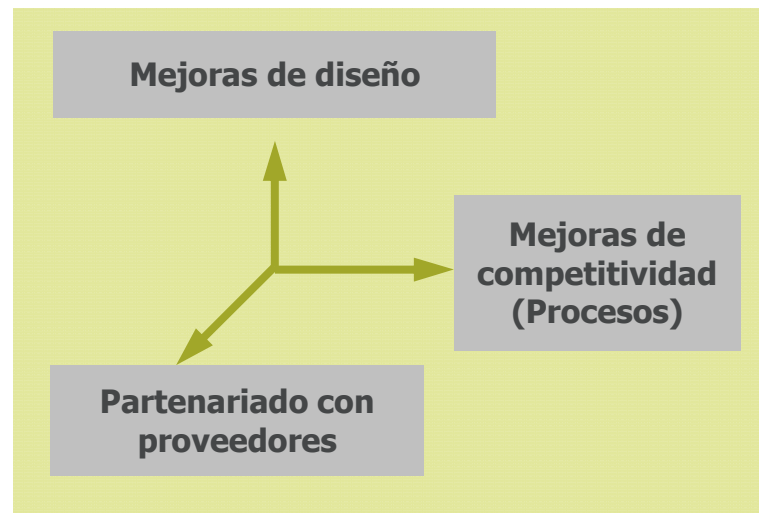 Mejoras de diseño
Mejoras de
competitividad
(Procesos)
Partenariado con
proveedores